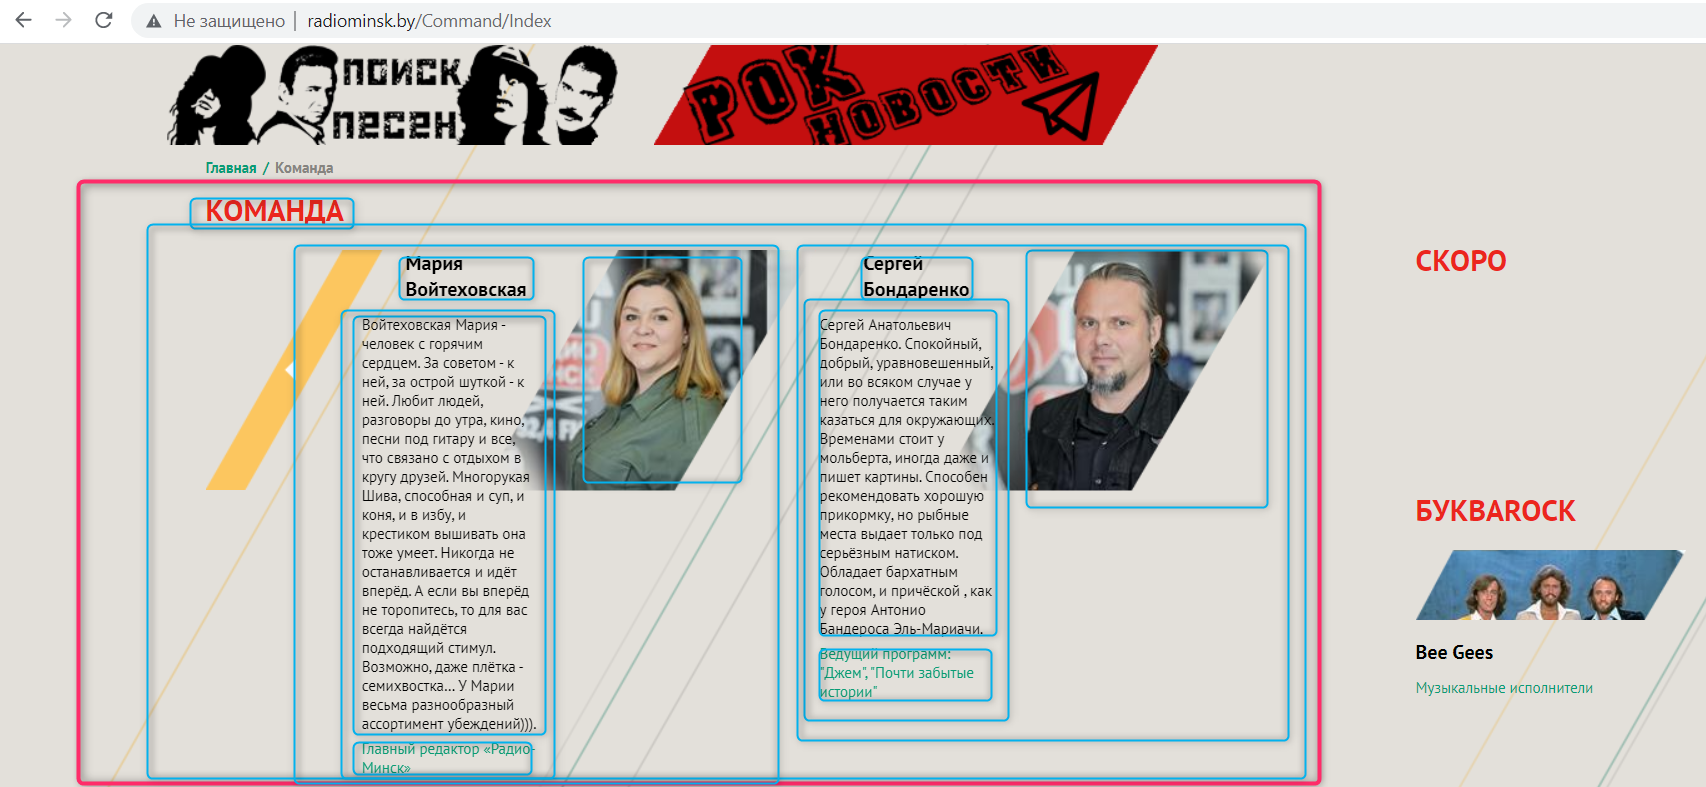 Не защищено | radiominsk.by/Command/Index
ПОИСК
ПЕСЕН
РОК
НОВОСТИ
Главная / Команда
КОМАНДА
Мария
Войтеховская
Войтеховская Мария -
человек с горячим
сердцем. За советом - к
ней, за острой шуткой - к
ней. Любит людей,
разговоры до утра, кино,
песни под гитару и все,
что связано с отдыхом в
кругу друзей. Многорукая
Шива, способная и суп, и
коня, и в избу, и
крестиком вышивать она
тоже умеет. Никогда не
останавливается и идёт
вперёд. А если вы вперёд
не торопитесь, то для вас
всегда найдётся
подходящий стимул.
Возможно, даже плётка -
семихвостка... У Марии
весьма разнообразный
ассортимент убеждений))).
Главный редактор «Радио-
Минск»
Сергей
Бондаренко
Сергей Анатольевич
Бондаренко. Спокойный,
добрый, уравновешенный,
или во всяком случае у
него получается таким
казаться для окружающих.
Временами стоит у
мольберта, иногда даже и
пишет картины. Способен
рекомендовать хорошую
прикормку, но рыбные
места выдает только под
серьёзным натиском.
Обладает бархатным
голосом, и причёской , как
у героя Антонио
Бандероса Эль-Мариачи.
Ведущий программ:
"Джем", "Почти забытые
истории"
СКОРО
БУКВАROCK
Bee Gees
Музыкальные исполнители